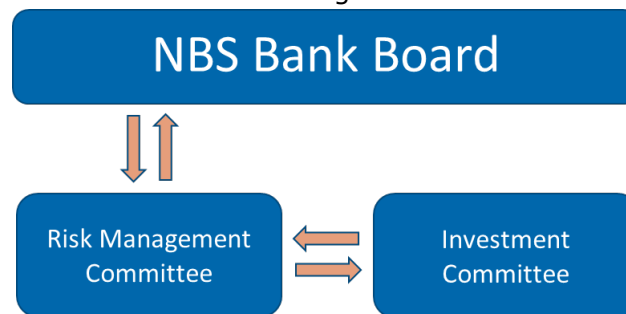 NBS Bank Board
Risk Management
Committee
Investment
Committee